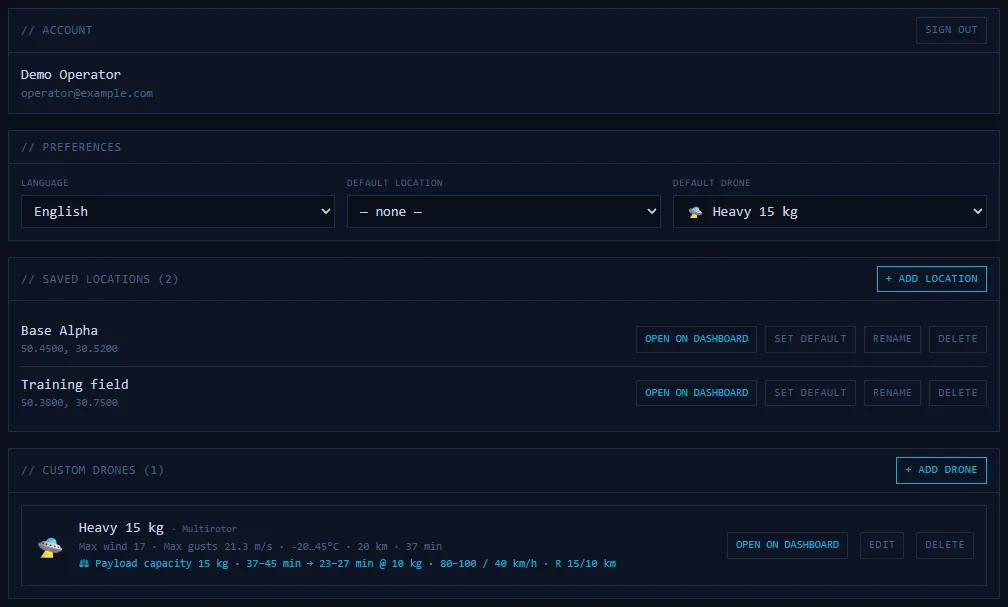 // ACCOUNT
SIGN OUT
Demo Operator
operator@example.com
// PREFERENCES
LANGUAGE
DEFAULT LOCATION
DEFAULT DRONE
English
— none —
Heavy 15 kg
// SAVED LOCATIONS (2)
+ ADD LOCATION
Base Alpha
50.4500, 30.5200
OPEN ON DASHBOARD
SET DEFAULT
RENAME
DELETE
Training field
50.3800, 30.7500
OPEN ON DASHBOARD
SET DEFAULT
RENAME
DELETE
// CUSTOM DRONES (1)
+ ADD DRONE
Heavy 15 kg · Multirotor
Max wind 17 · Max gusts 21.3 m/s · -20…45°C · 20 km · 37 min
Payload capacity 15 kg · 37–45 min → 23–27 min @ 10 kg · 80–100 / 40 km/h · R 15/10 km
OPEN ON DASHBOARD
EDIT
DELETE